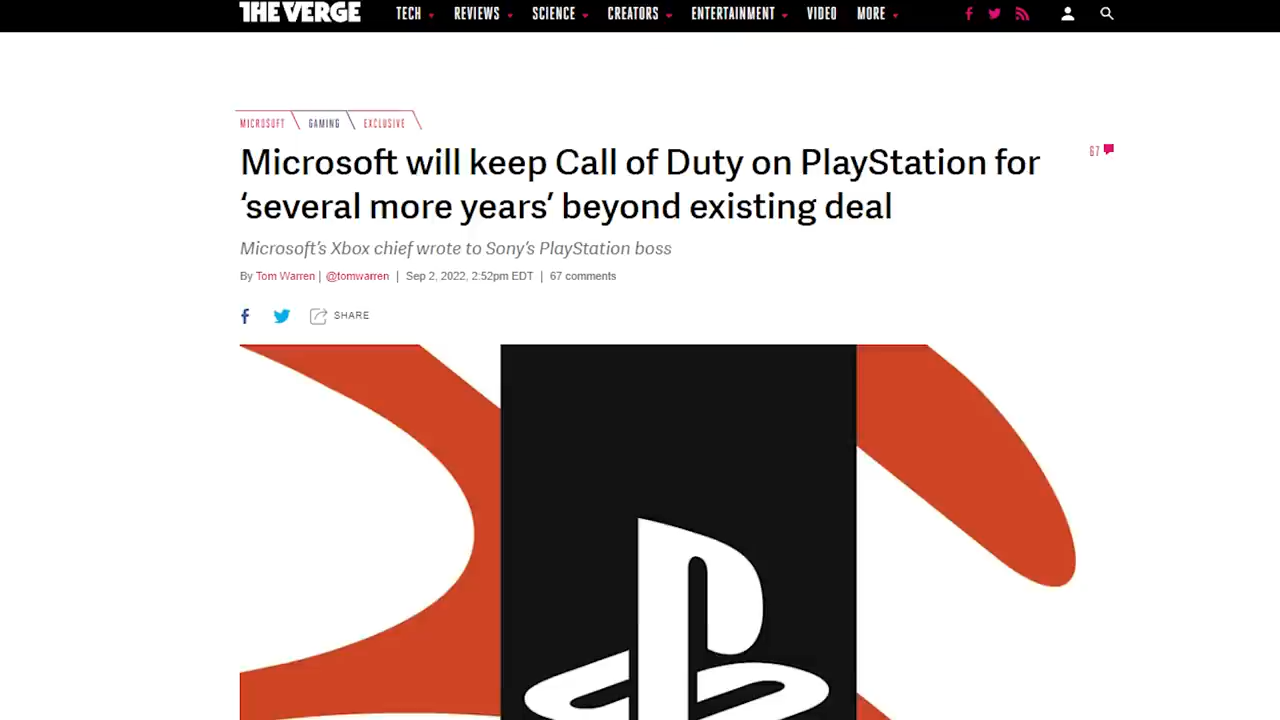 THE VERGE TECH REVIEWS SCIENCE CREATORS ENTERTAINMENT VIDEO MORE
MICROSOFT GAMING EXCLUSIVE
Microsoft will keep Call of Duty on PlayStation for
‘several more years’ beyond existing deal
67
Microsoft’s Xbox chief wrote to Sony’s PlayStation boss
By Tom Warren | @tomwarren | Sep 2, 2022, 2:52pm EDT | 67 comments
SHARE